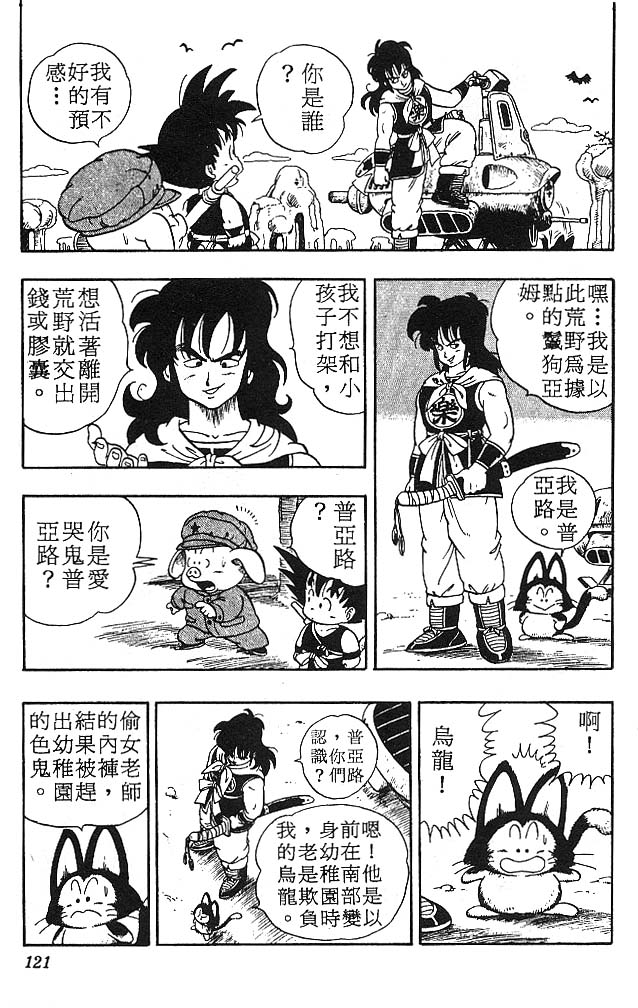 你是誰
？
我有不
好的預
感…
樂
嘿…我是以
此荒野爲據
點的鬣狗亞
姆。
樂
我是普
亞路。
我不想和小
孩子打架，
想活著離開
荒野就交出
錢或膠囊。
普亞路
？
你是愛
哭鬼普
亞路？
啊！
烏龍！
普亞路
，你們
認識？
嗯！他是以
前在南部變
身幼稚園時
，老是欺負
我的烏龍。
偷女老師
的內褲，
結果被趕
出幼稚園
的色鬼。
121